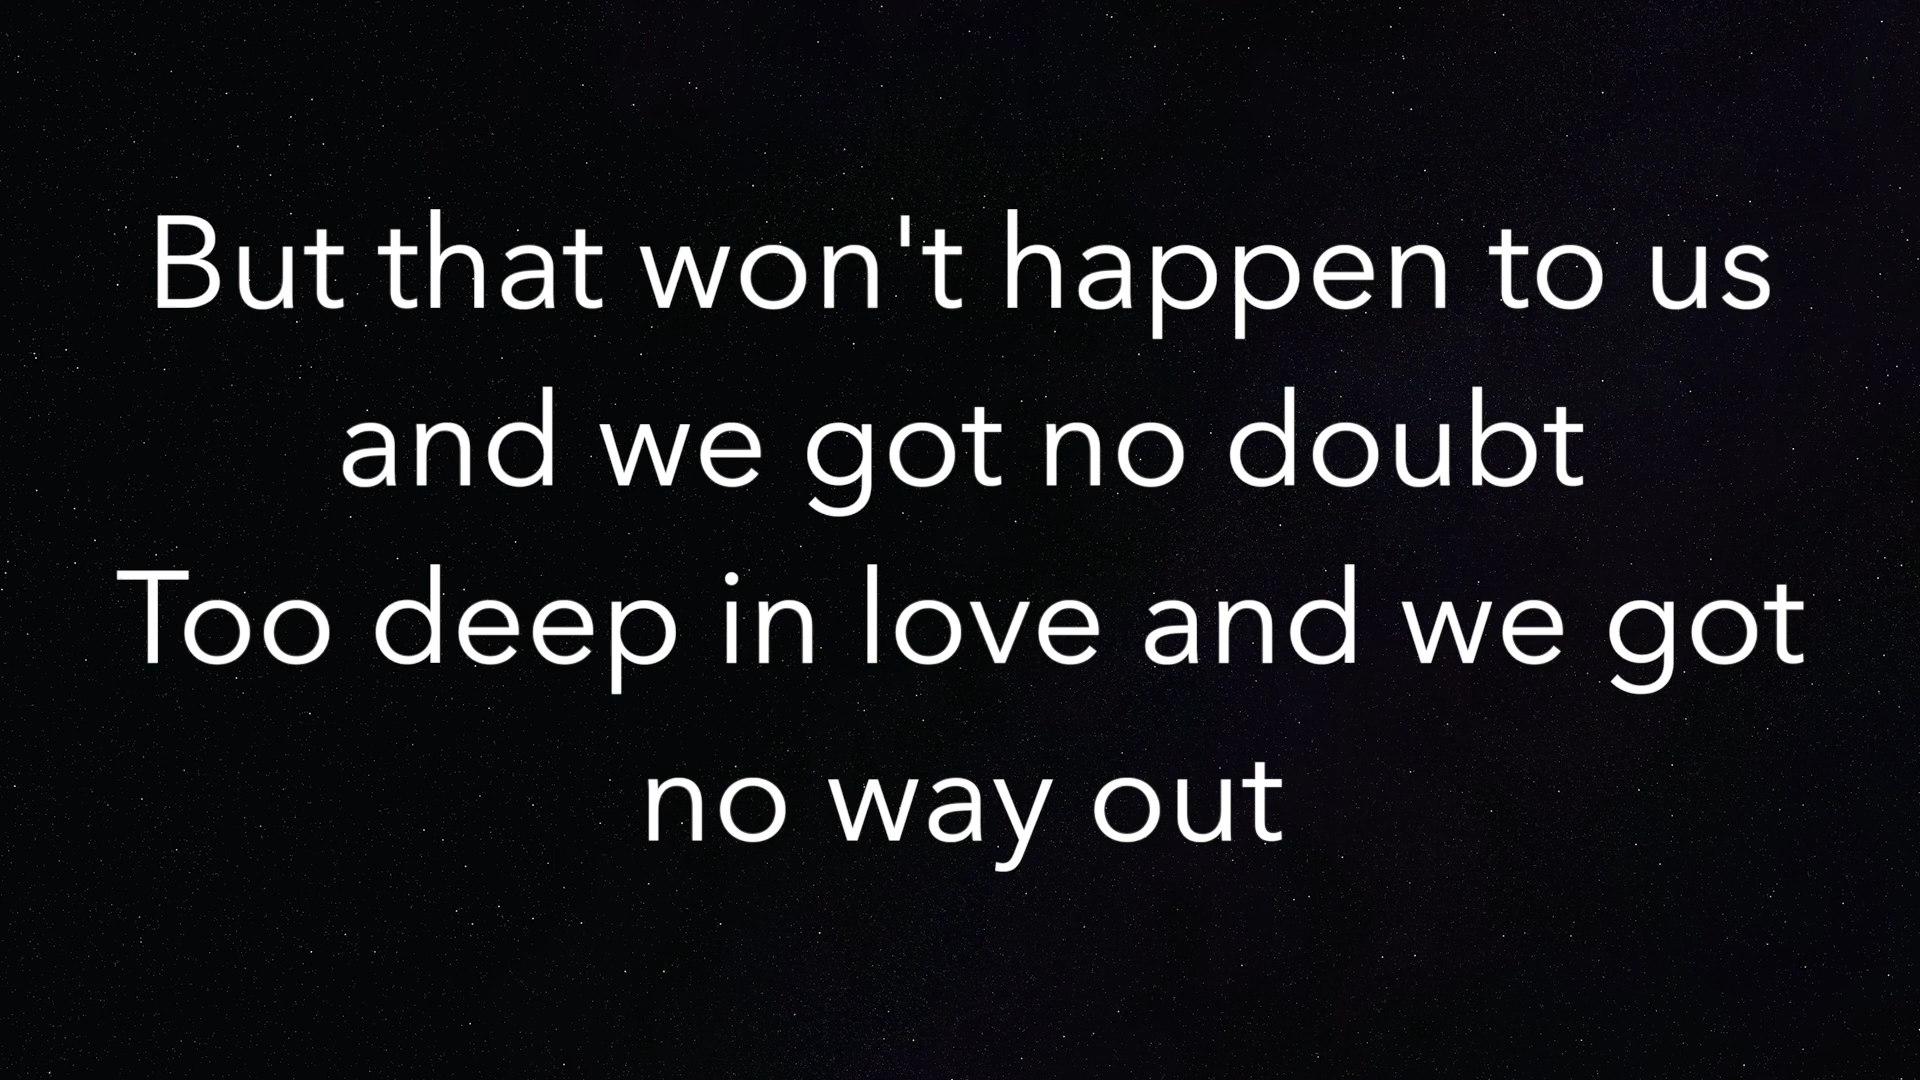 But that won't happen to us
and we got no doubt
Too deep in love and we got
no way out